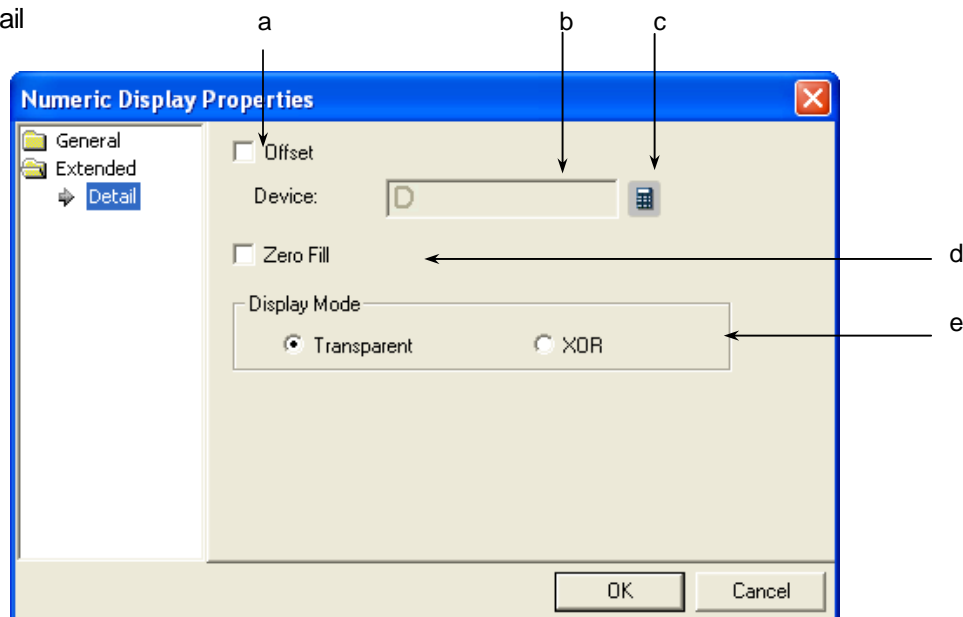 ail
a b c
Numeric Display Properties
General
Extended
Detail
Offset
Device: D
Zero Fill
d
Display Mode
Transparent XOR
e
OK Cancel